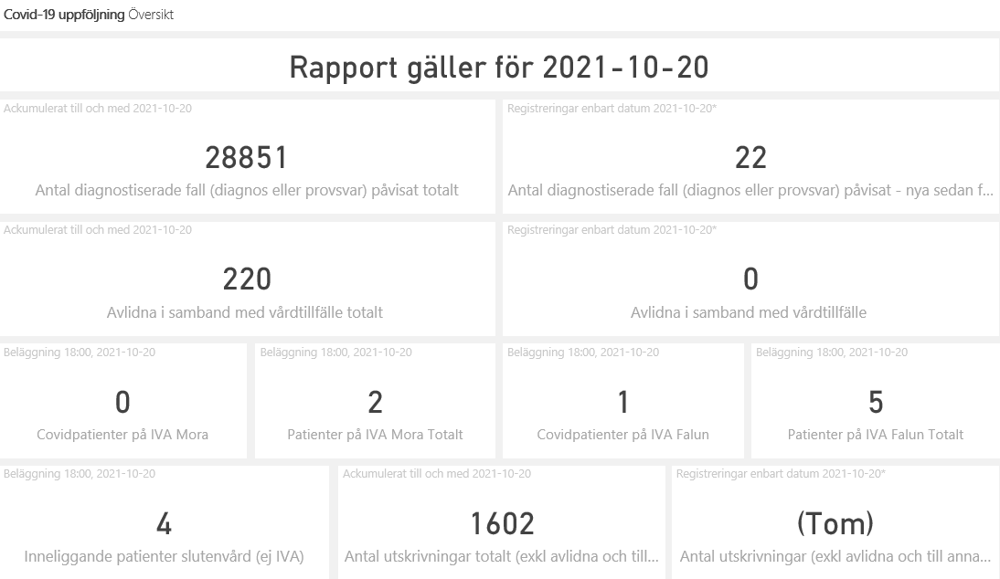 Covid-19 uppföljning Översikt
Rapport gäller för 2021-10-20
Ackumulerat till och med 2021-10-20
28851
Antal diagnostiserade fall (diagnos eller provsvar) påvisat totalt
Registreringar enbart datum 2021-10-20*
22
Antal diagnostiserade fall (diagnos eller provsvar) påvisat - nya sedan f...
Ackumulerat till och med 2021-10-20
220
Avlidna i samband med vårdtillfälle totalt
Registreringar enbart datum 2021-10-20*
0
Avlidna i samband med vårdtillfälle
Beläggning 18:00, 2021-10-20
0
Covidpatienter på IVA Mora
Beläggning 18:00, 2021-10-20
2
Patienter på IVA Mora Totalt
Beläggning 18:00, 2021-10-20
1
Covidpatienter på IVA Falun
Beläggning 18:00, 2021-10-20
5
Patienter på IVA Falun Totalt
Beläggning 18:00, 2021-10-20
4
Inneliggande patienter slutenvård (ej IVA)
Ackumulerat till och med 2021-10-20
1602
Antal utskrivningar totalt (exkl avlidna och till...
Registreringar enbart datum 2021-10-20*
(Tom)
Antal utskrivningar (exkl avlidna och till anna...